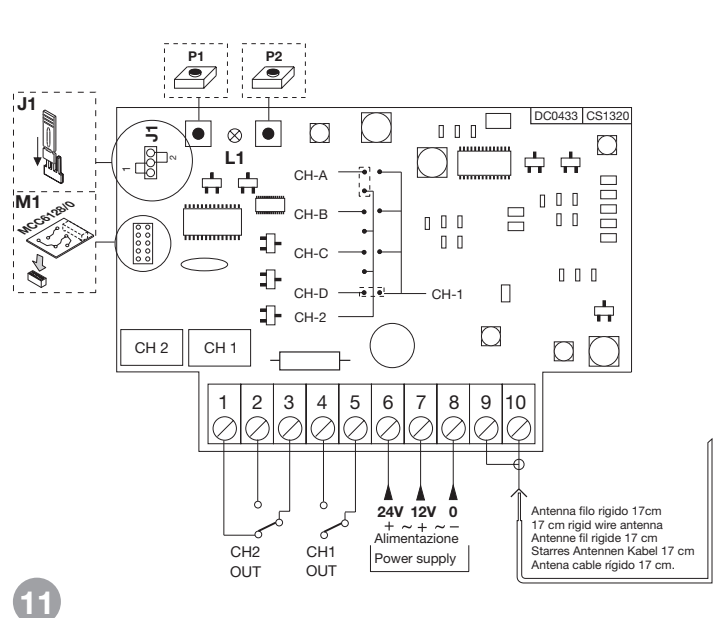 P1
P2
J1
DC0433 CS1320
J1
1
2
L1
M1
MCC6128/0
CH-A
CH-B
CH-C
CH-D
CH-1
CH-2
CH 2
CH 1
1 2 3 4 5 6 7 8 9 10
24V 12V 0
+ ~ + ~ −
Alimentazione
Power supply
CH2
OUT
CH1
OUT
Antenna filo rigido 17cm
17 cm rigid wire antenna
Antenne fil rigide 17 cm
Starres Antennen Kabel 17 cm
Antena cable rígido 17 cm.
11